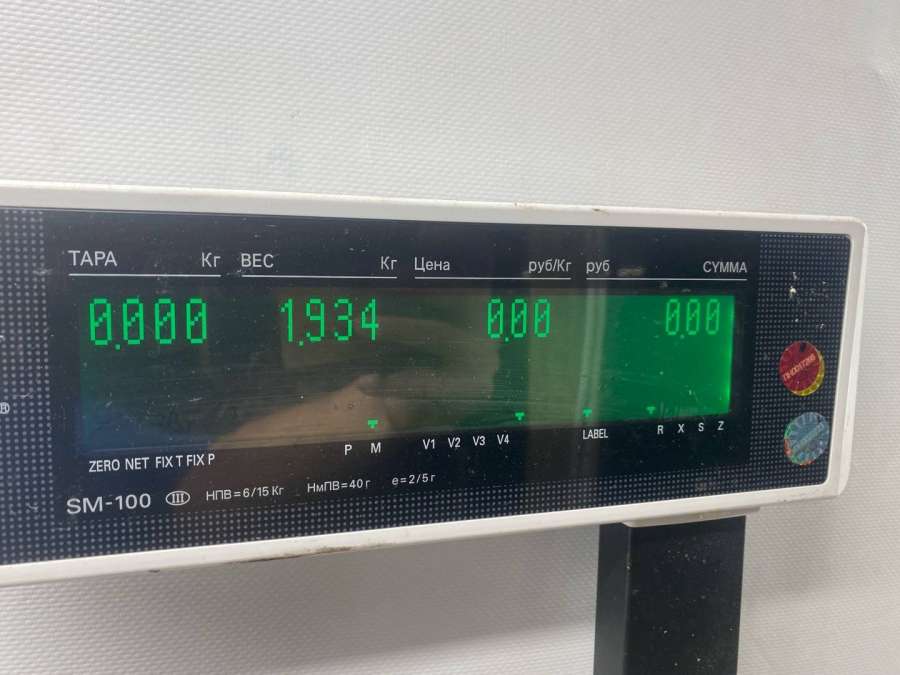 ТАРА Кг ВЕС Кг Цена руб/Кг руб СУММА
0.000 1.934 0.00 0.00
ZERO NET FIX T FIX P P M V1 V2 V3 V4 LABEL R X S Z
SM-100 III НПВ=6/15 Кг НмПВ=40 г e=2/5 г